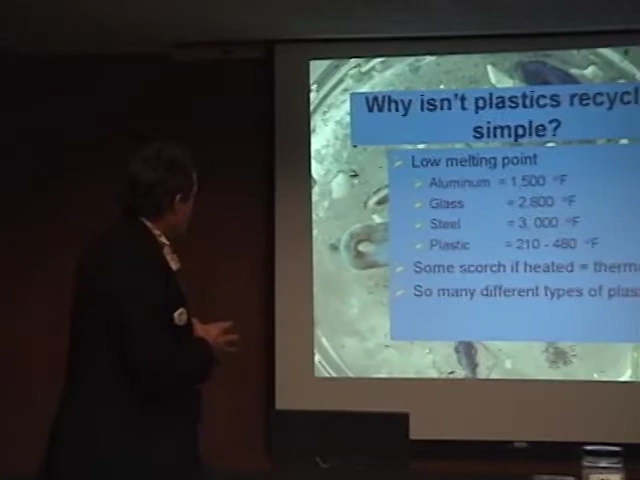 Why isn't plastics recycl
simple?
Low melting point
Aluminum = 1,500 °F
Glass = 2,800 °F
Steel = 3, 000 °F
Plastic = 210 - 480 °F
Some scorch if heated = thermo
So many different types of plas